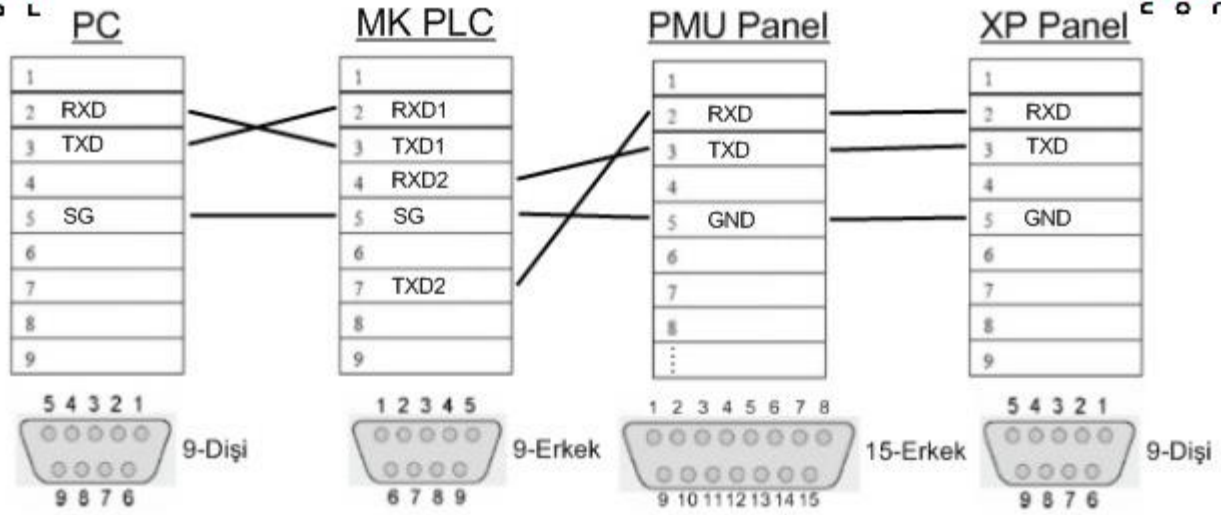 PC
1
2 RXD
3 TXD
4
5 SG
6
7
8
9
5 4 3 2 1
9 8 7 6
9-Dişi
MK PLC
1
2 RXD1
3 TXD1
4 RXD2
5 SG
6
7 TXD2
8
9
1 2 3 4 5
6 7 8 9
9-Erkek
PMU Panel
1
2 RXD
3 TXD
4
5 GND
6
7
8
1 2 3 4 5 6 7 8
9 10 11 12 13 14 15
15-Erkek
XP Panel
1
2 RXD
3 TXD
4
5 GND
6
7
8
9
5 4 3 2 1
9 8 7 6
9-Dişi